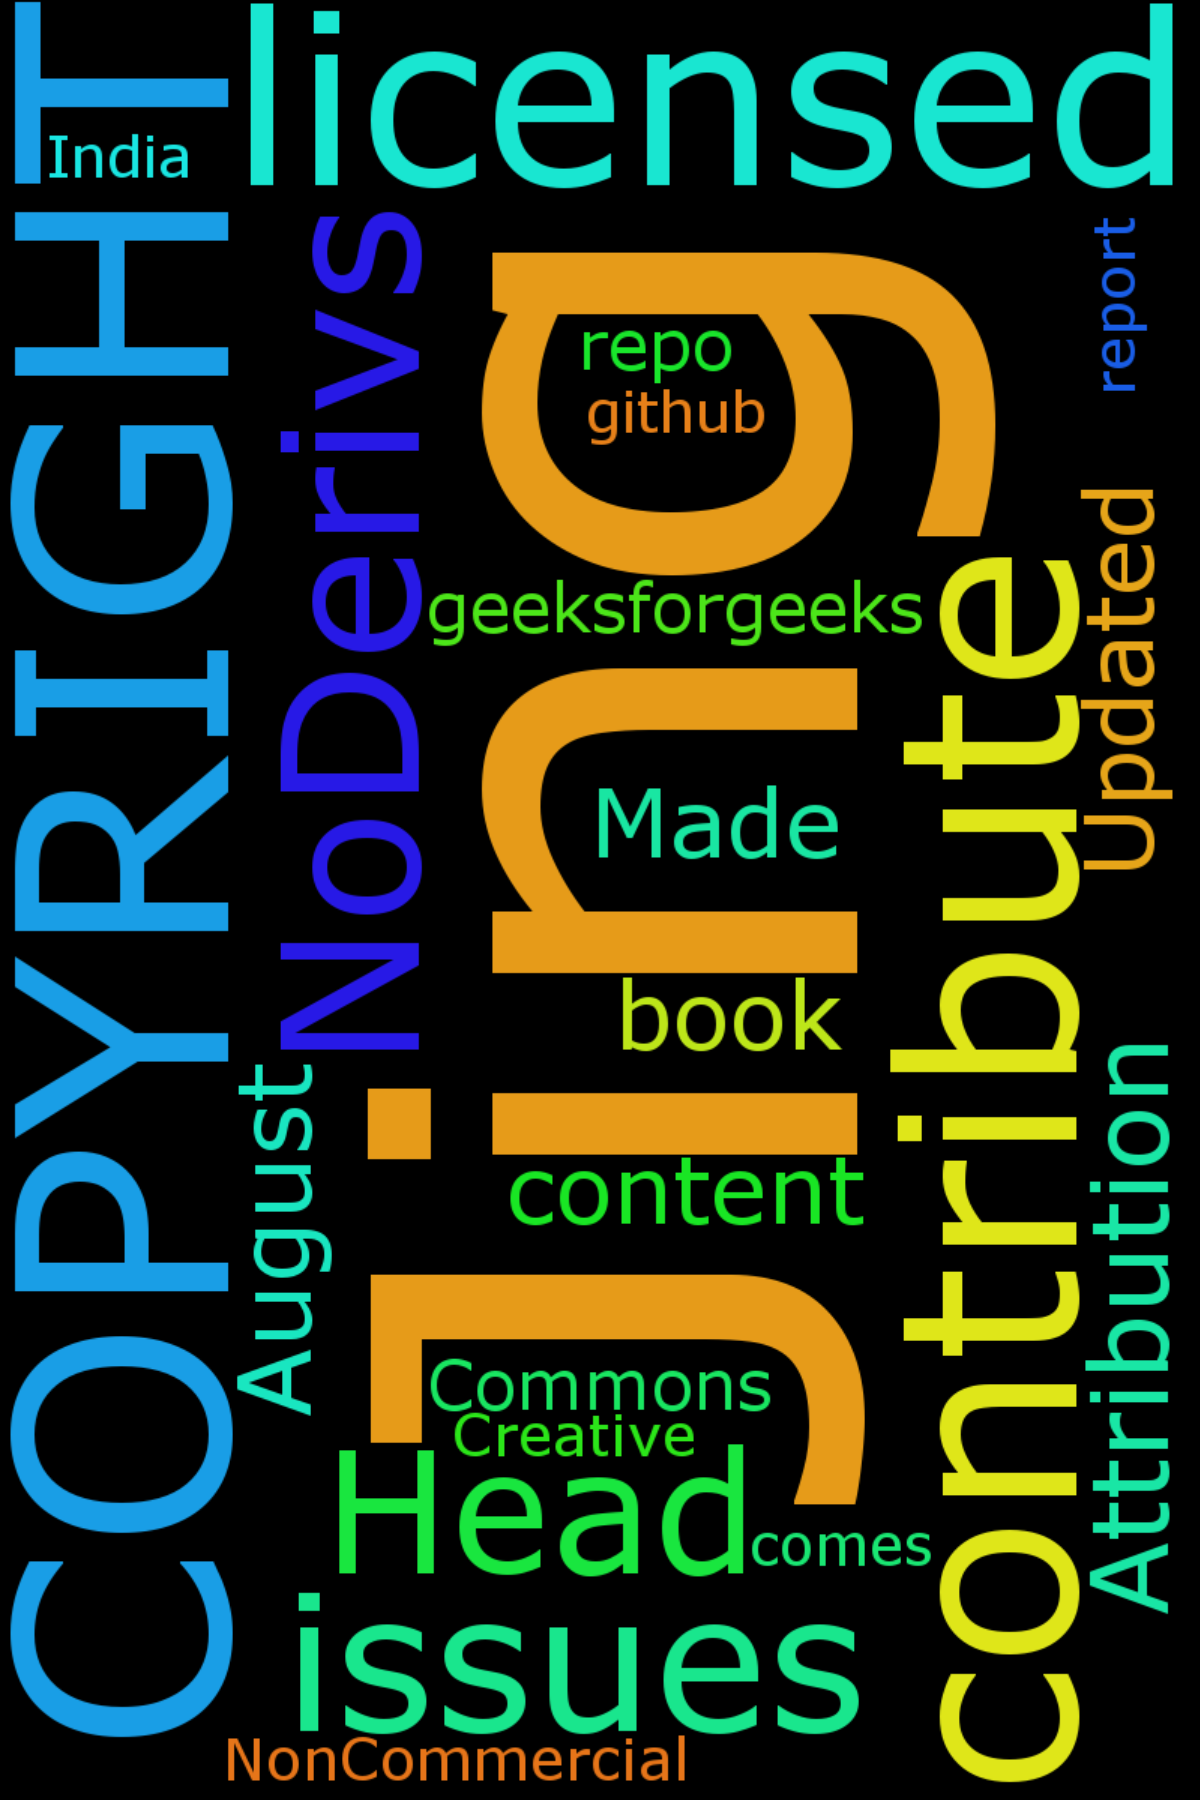 licensed
India
COPYRIGHT
NoDerivs
Jing
repo
github
report
geeksforgeeks
Updated
Made
contribute
book
August
content
Attribution
Commons
Creative
Head
comes
issues
NonCommercial